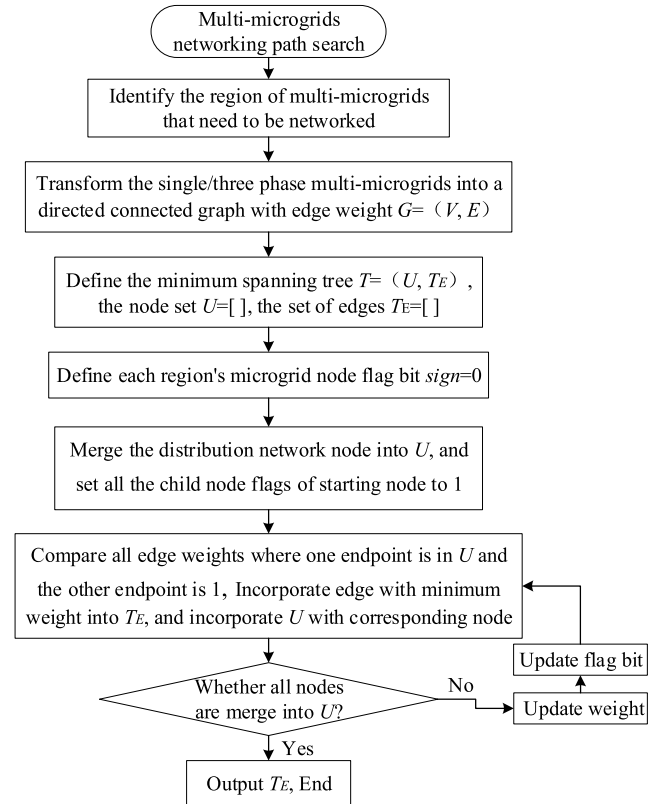 Multi-microgrids
networking path search
Identify the region of multi-microgrids
that need to be networked
Transform the single/three phase multi-microgrids into a
directed connected graph with edge weight G=（V, E）
Define the minimum spanning tree T=（U, TE）,
the node set U=[ ], the set of edges TE=[ ]
Define each region's microgrid node flag bit sign=0
Merge the distribution network node into U, and
set all the child node flags of starting node to 1
Compare all edge weights where one endpoint is in U and
the other endpoint is 1, Incorporate edge with minimum
weight into TE, and incorporate U with corresponding node
Update flag bit
Whether all nodes
are merge into U?
No
Update weight
Yes
Output TE, End